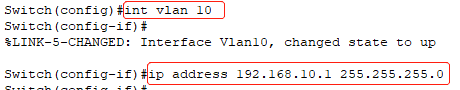 Switch(config)#int vlan 10
Switch(config-if)#
%LINK-5-CHANGED: Interface Vlan10, changed state to up
Switch(config-if)#ip address 192.168.10.1 255.255.255.0
Switch(config-if)#